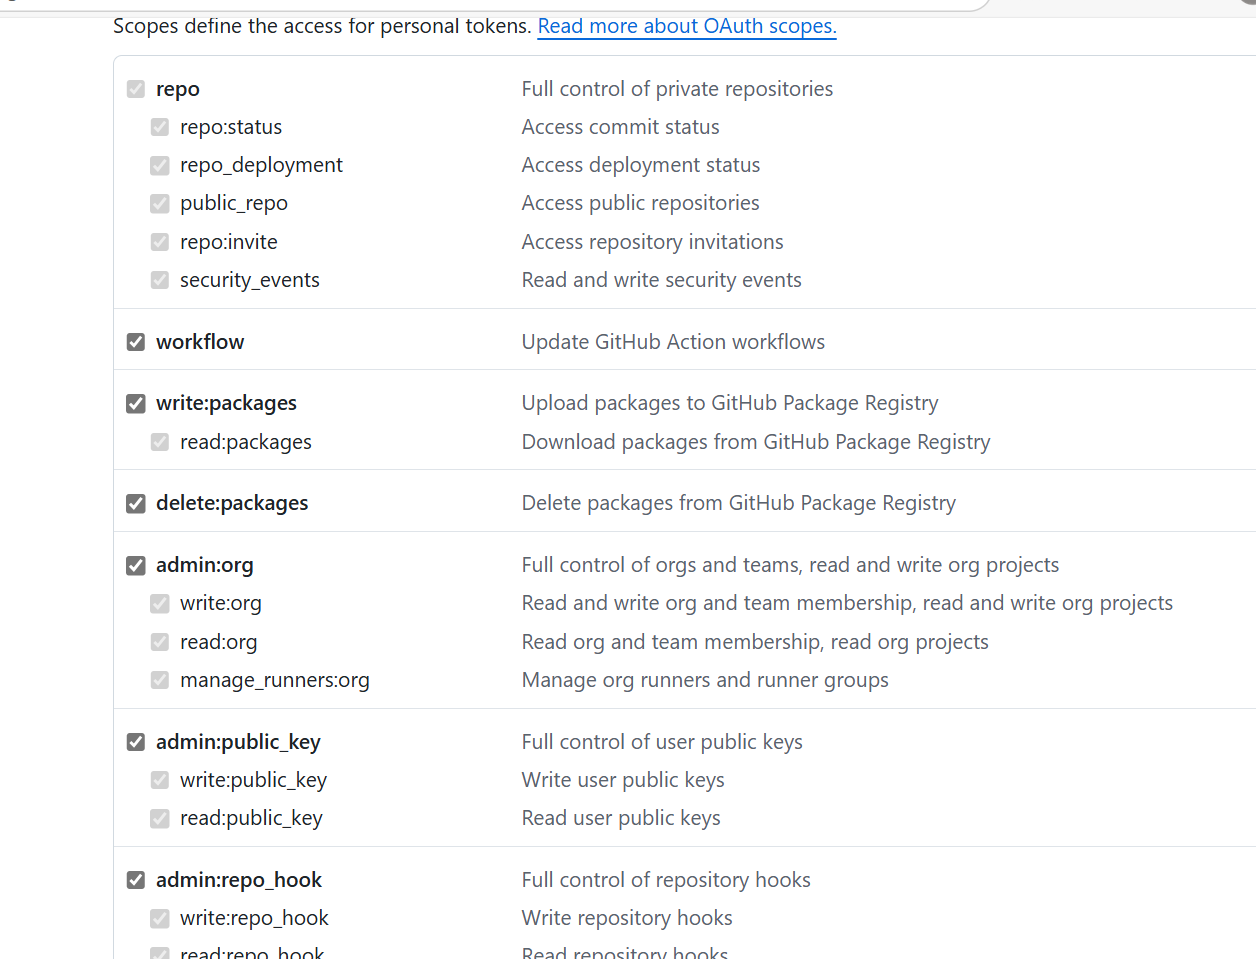 Scopes define the access for personal tokens. Read more about OAuth scopes.
repo Full control of private repositories
repo:status Access commit status
repo_deployment Access deployment status
public_repo Access public repositories
repo:invite Access repository invitations
security_events Read and write security events
workflow Update GitHub Action workflows
write:packages Upload packages to GitHub Package Registry
read:packages Download packages from GitHub Package Registry
delete:packages Delete packages from GitHub Package Registry
admin:org Full control of orgs and teams, read and write org projects
write:org Read and write org and team membership, read and write org projects
read:org Read org and team membership, read org projects
manage_runners:org Manage org runners and runner groups
admin:public_key Full control of user public keys
write:public_key Write user public keys
read:public_key Read user public keys
admin:repo_hook Full control of repository hooks
write:repo_hook Write repository hooks
read:repo_hook Read repository hooks